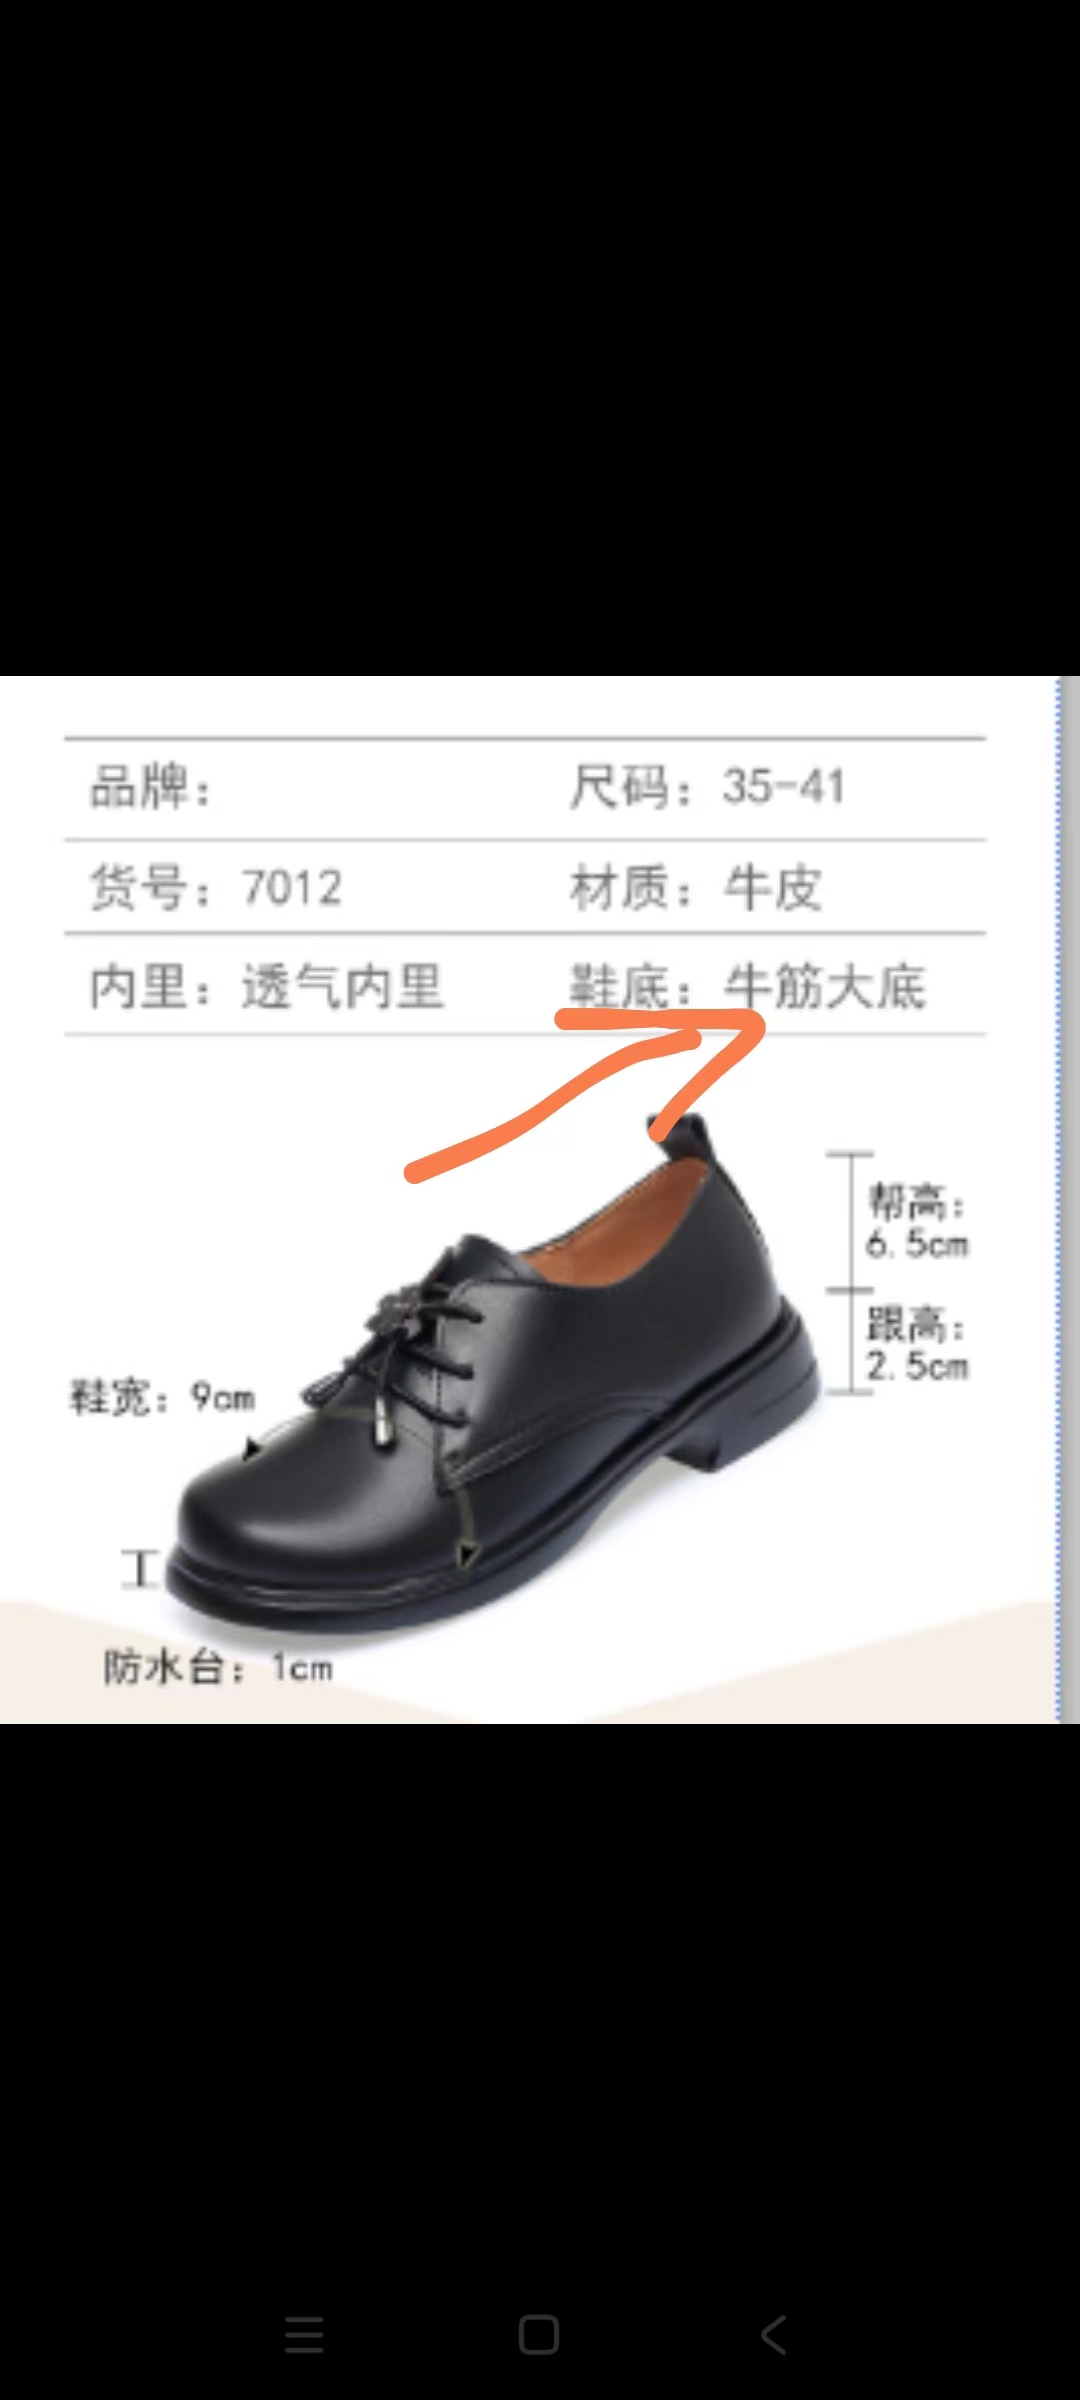 品牌： 尺码：35-41
货号：7012 材质：牛皮
内里：透气内里 鞋底：牛筋大底
帮高：
6.5cm
跟高：
2.5cm
鞋宽：9cm
防水台：1cm